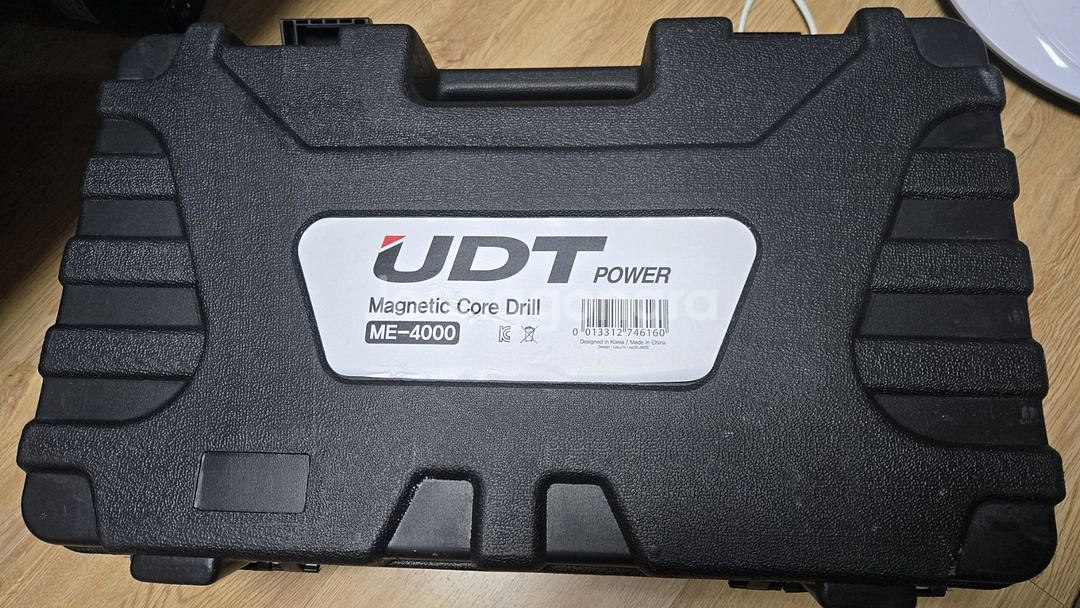 UDT POWER
Magnetic Core Drill
ME-4000
0 013312 746160
Designed in Korea / Made in China